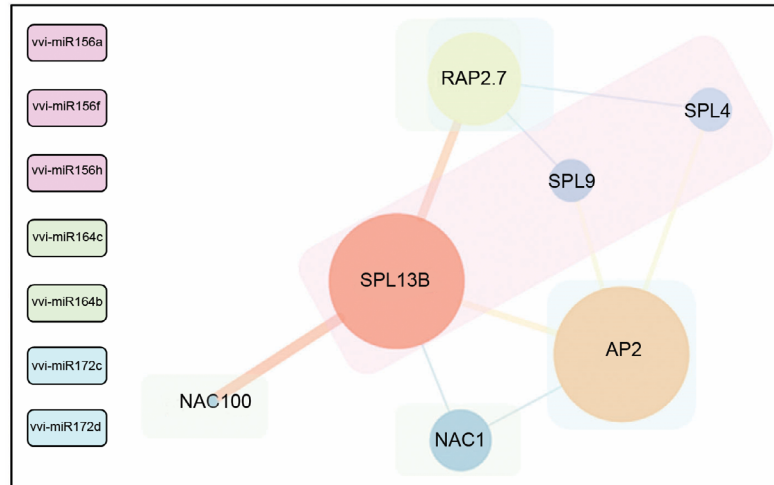 vvi-miR156a
vvi-miR156f
vvi-miR156h
vvi-miR164c
vvi-miR164b
vvi-miR172c
vvi-miR172d
RAP2.7
SPL4
SPL9
SPL13B
AP2
NAC100
NAC1